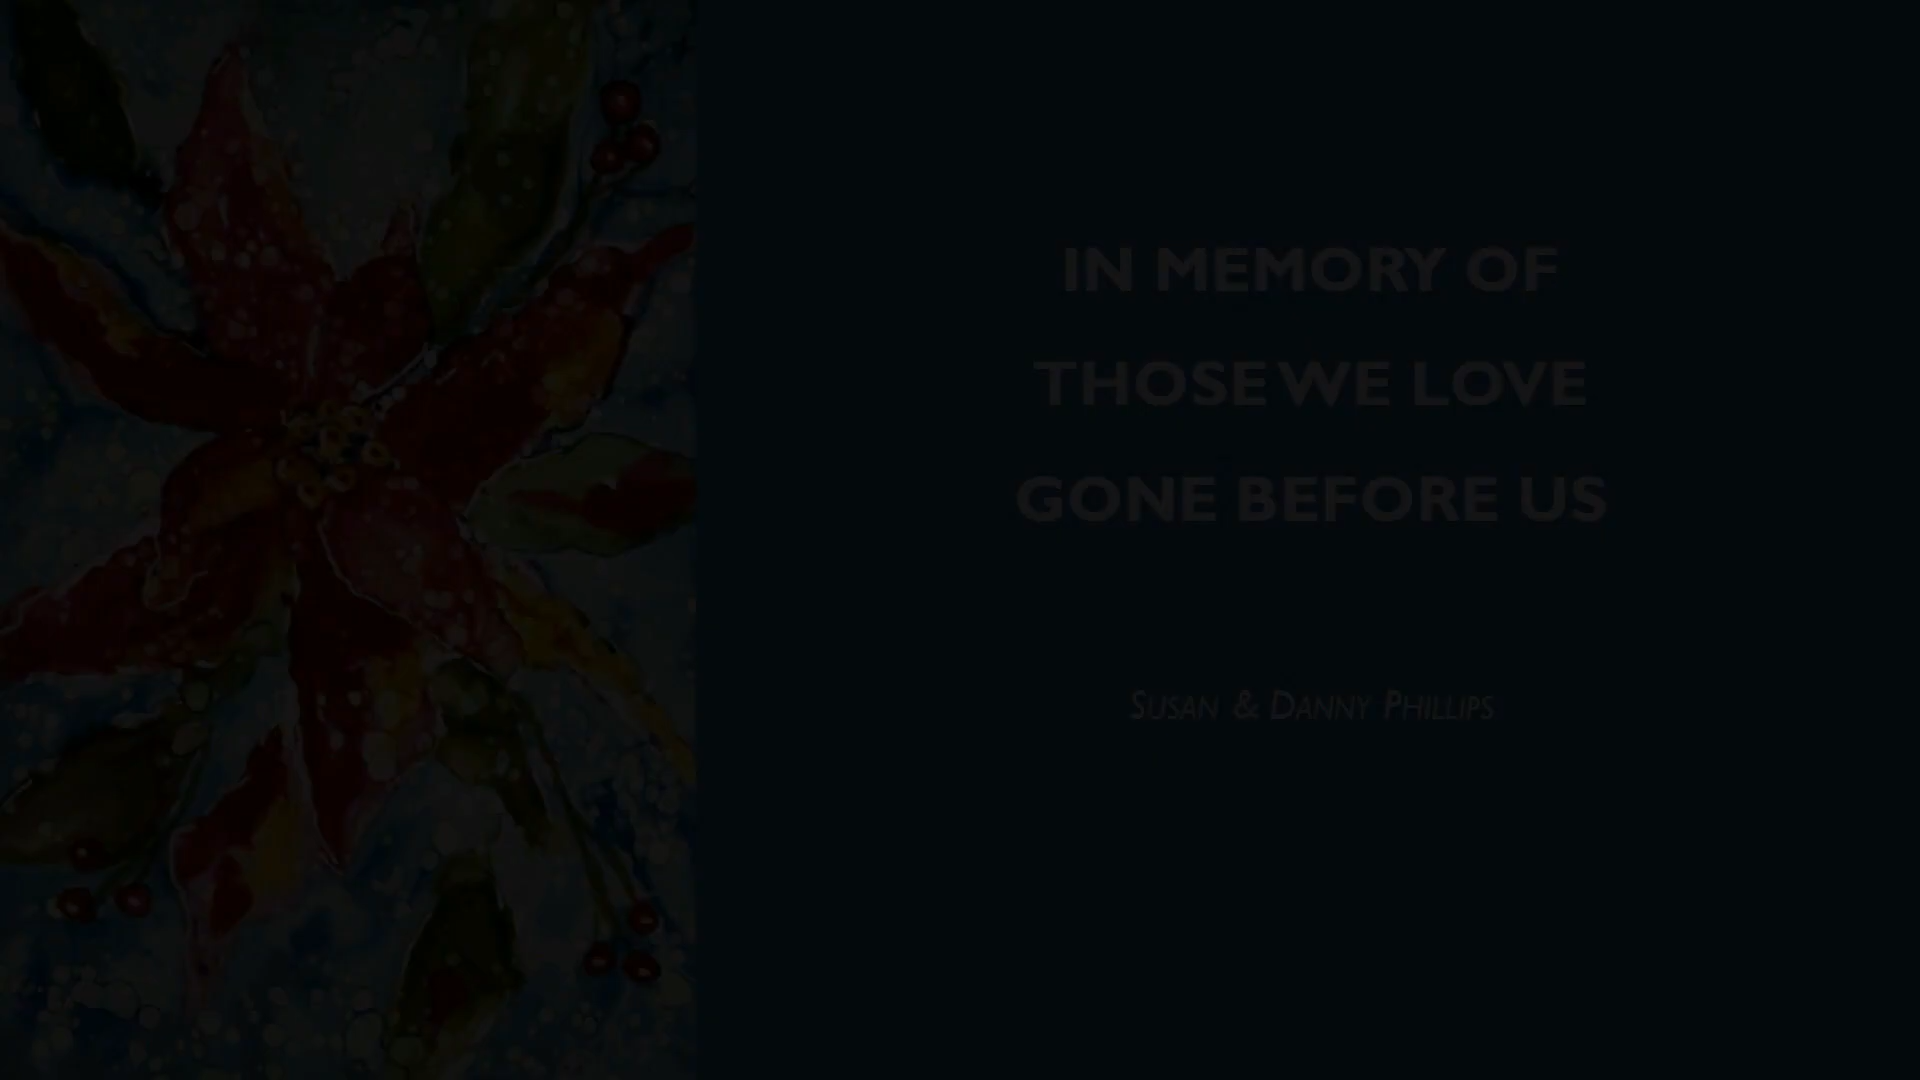 IN MEMORY OF
THOSE WE LOVE
GONE BEFORE US
SUSAN & DANNY PHILLIPS